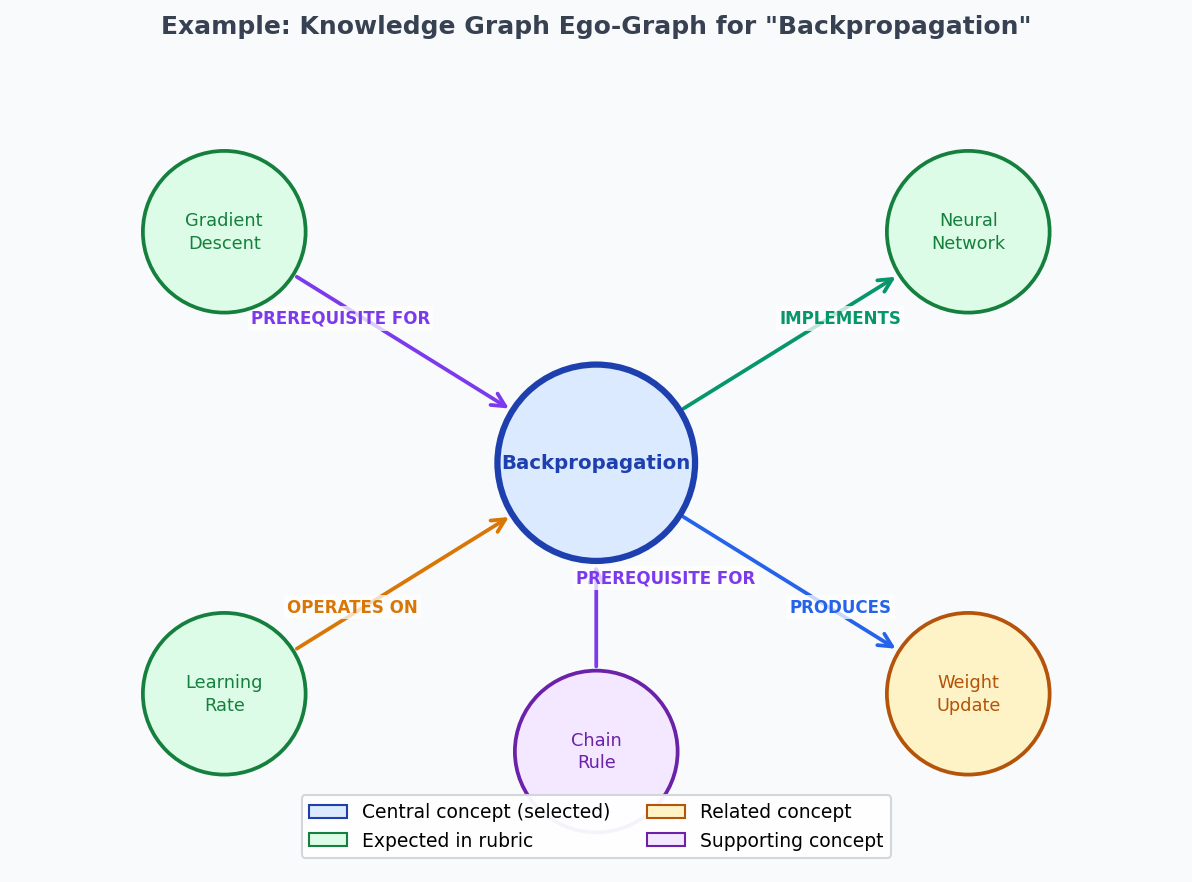 Example: Knowledge Graph Ego-Graph for "Backpropagation"
Gradient
Descent
Neural
Network
PREREQUISITE FOR
IMPLEMENTS
Backpropagation
PREREQUISITE FOR
OPERATES ON
PRODUCES
Learning
Rate
Weight
Update
Chain
Rule
Central concept (selected)
Expected in rubric
Related concept
Supporting concept